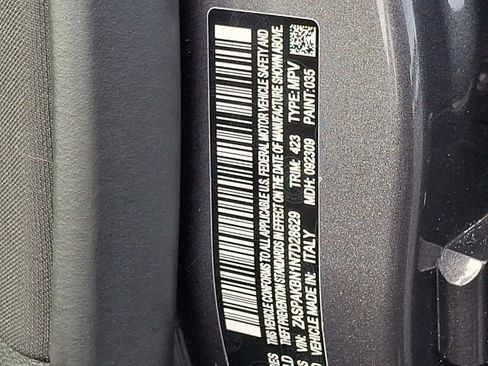 THIS VEHICLE CONFORMS TO ALL APPLICABLE U.S. FEDERAL MOTOR VEHICLE SAFETY AND
THEFT PREVENTION STANDARDS IN EFFECT ON THE DATE OF MANUFACTURE SHOWN ABOVE.
VIN: ZASPAKBN1N7D28629 TRIM: 423 TYPE: MPV
VEHICLE MADE IN: ITALY MDH: 092309 PAINT: 035